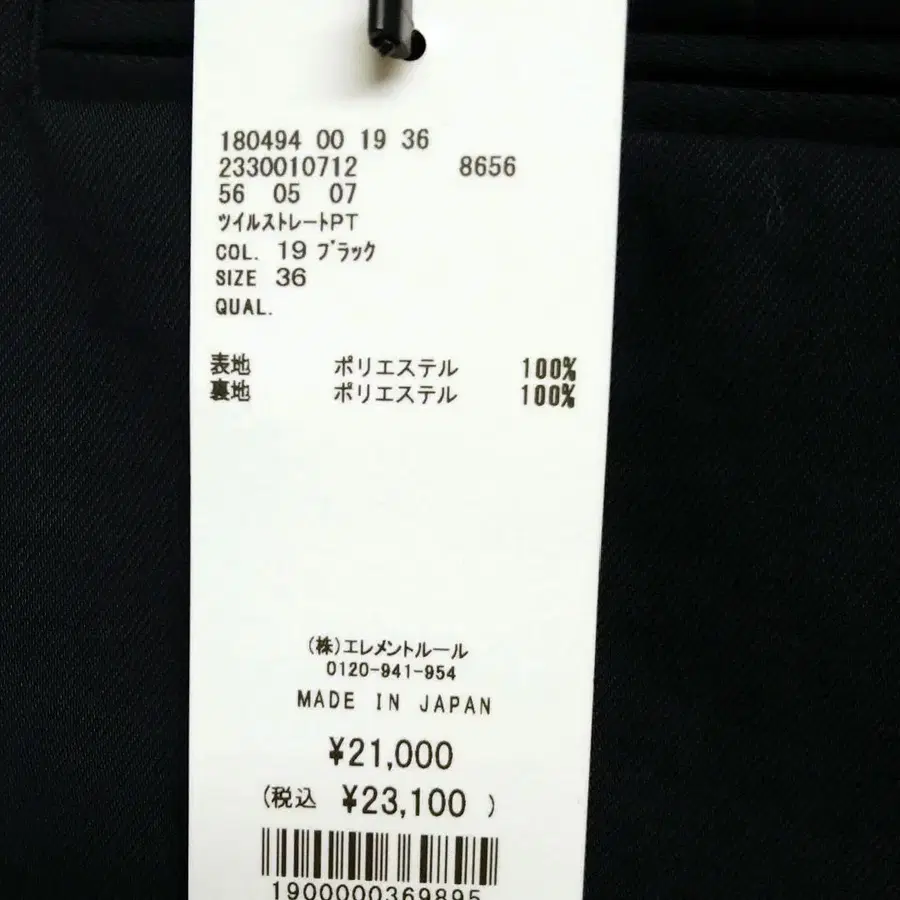 180494 00 19 36
2330010712 8656
56 05 07
ツイルストレートPT
COL. 19 ブラック
SIZE 36
QUAL.
表地 ポリエステル 100%
裏地 ポリエステル 100%
(株)エレメントルール
0120-941-954
MADE IN JAPAN
¥21,000
(税込 ¥23,100 )
1900000369895